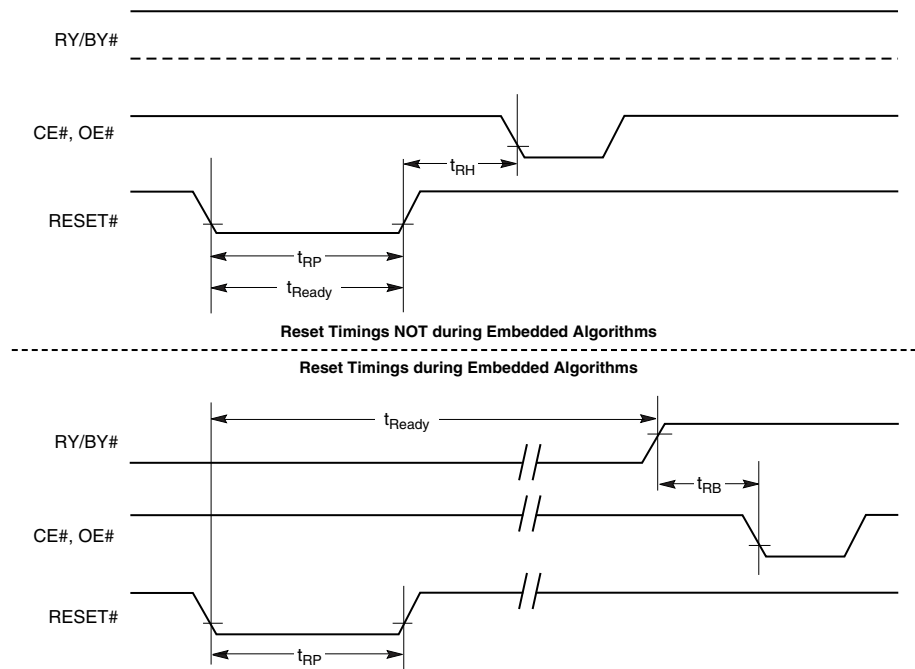 RY/BY#
CE#, OE#
tRH
RESET#
tRP
tReady
Reset Timings NOT during Embedded Algorithms
Reset Timings during Embedded Algorithms
tReady
RY/BY#
tRB
CE#, OE#
RESET#
tRP